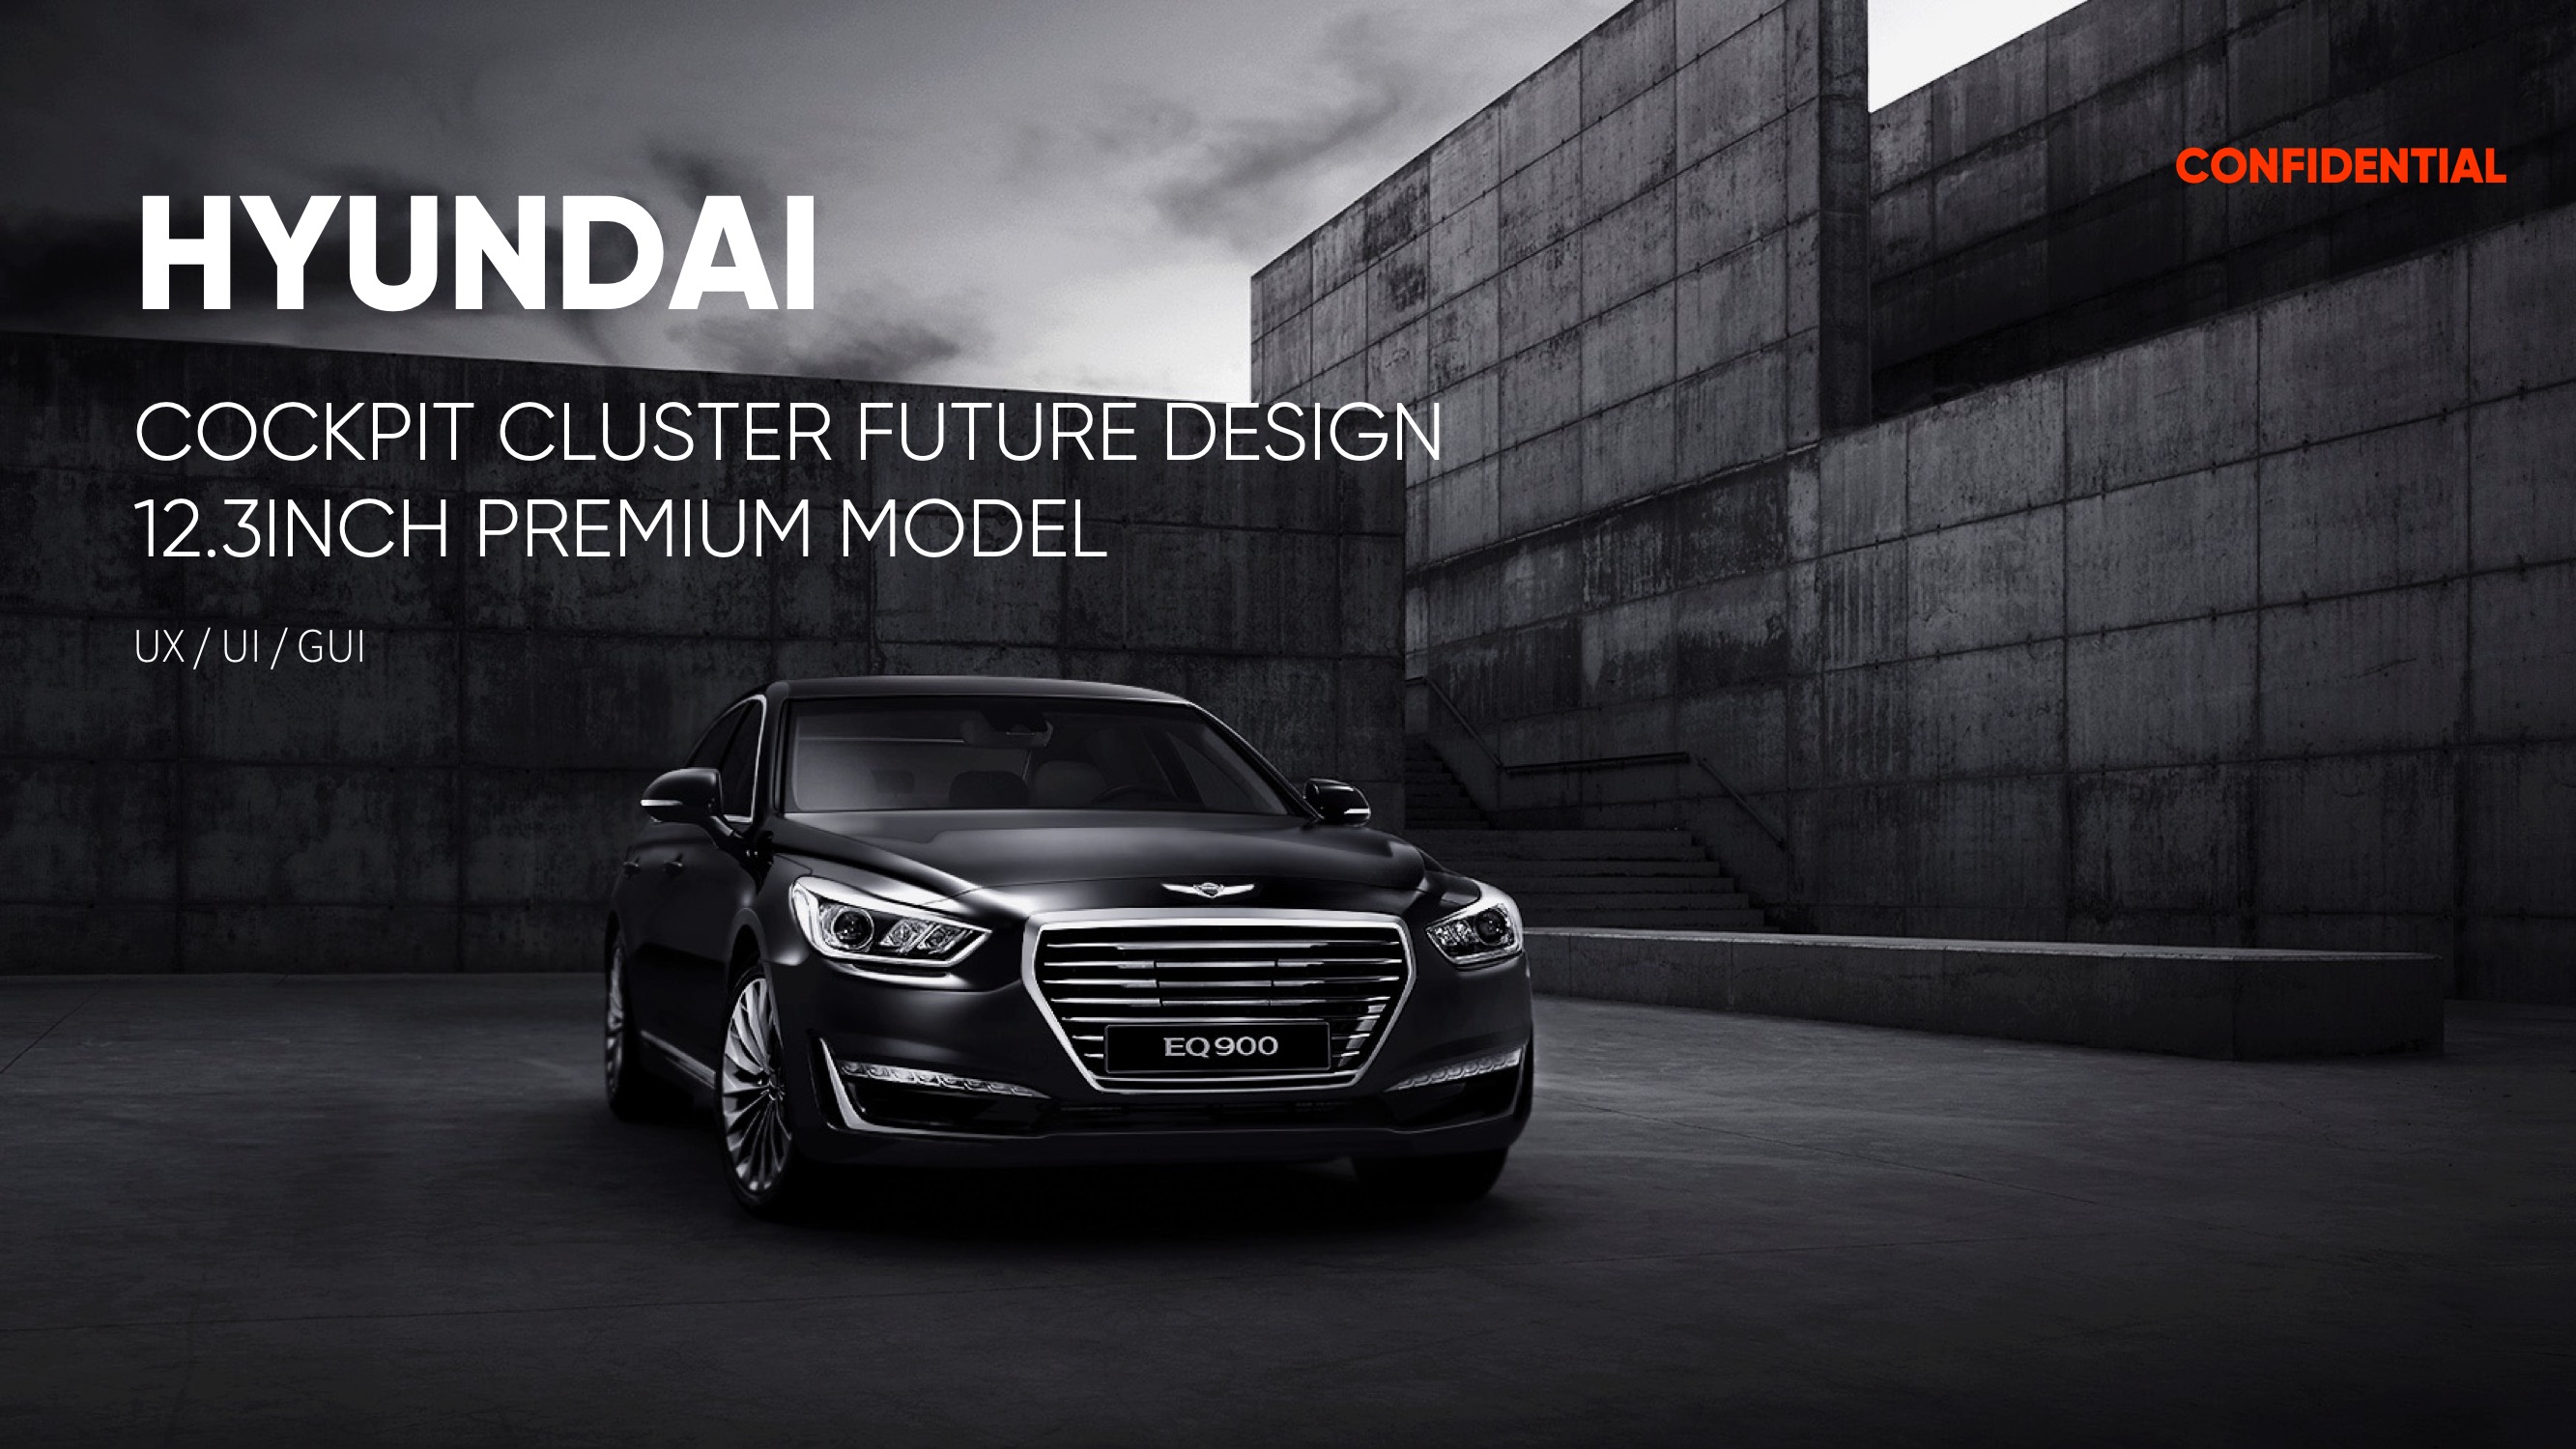 CONFIDENTIAL
HYUNDAI
COCKPIT CLUSTER FUTURE DESIGN
12.3INCH PREMIUM MODEL
UX / UI / GUI
EQ900